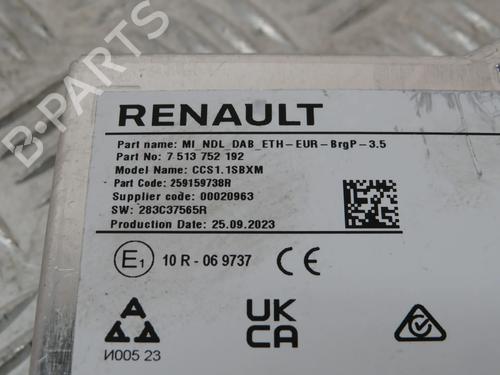 RENAULT
Part name: MI_NDL_DAB_ETH-EUR-BrgP-3.5
Part No: 7 513 752 192
Model Name: CCS1.1SBXM
Part Code: 259159738R
Supplier code: 00020963
SW: 283C37565R
Production Date: 25.09.2023
E1 10 R - 06 9737 CE
UK
CA
И005 23